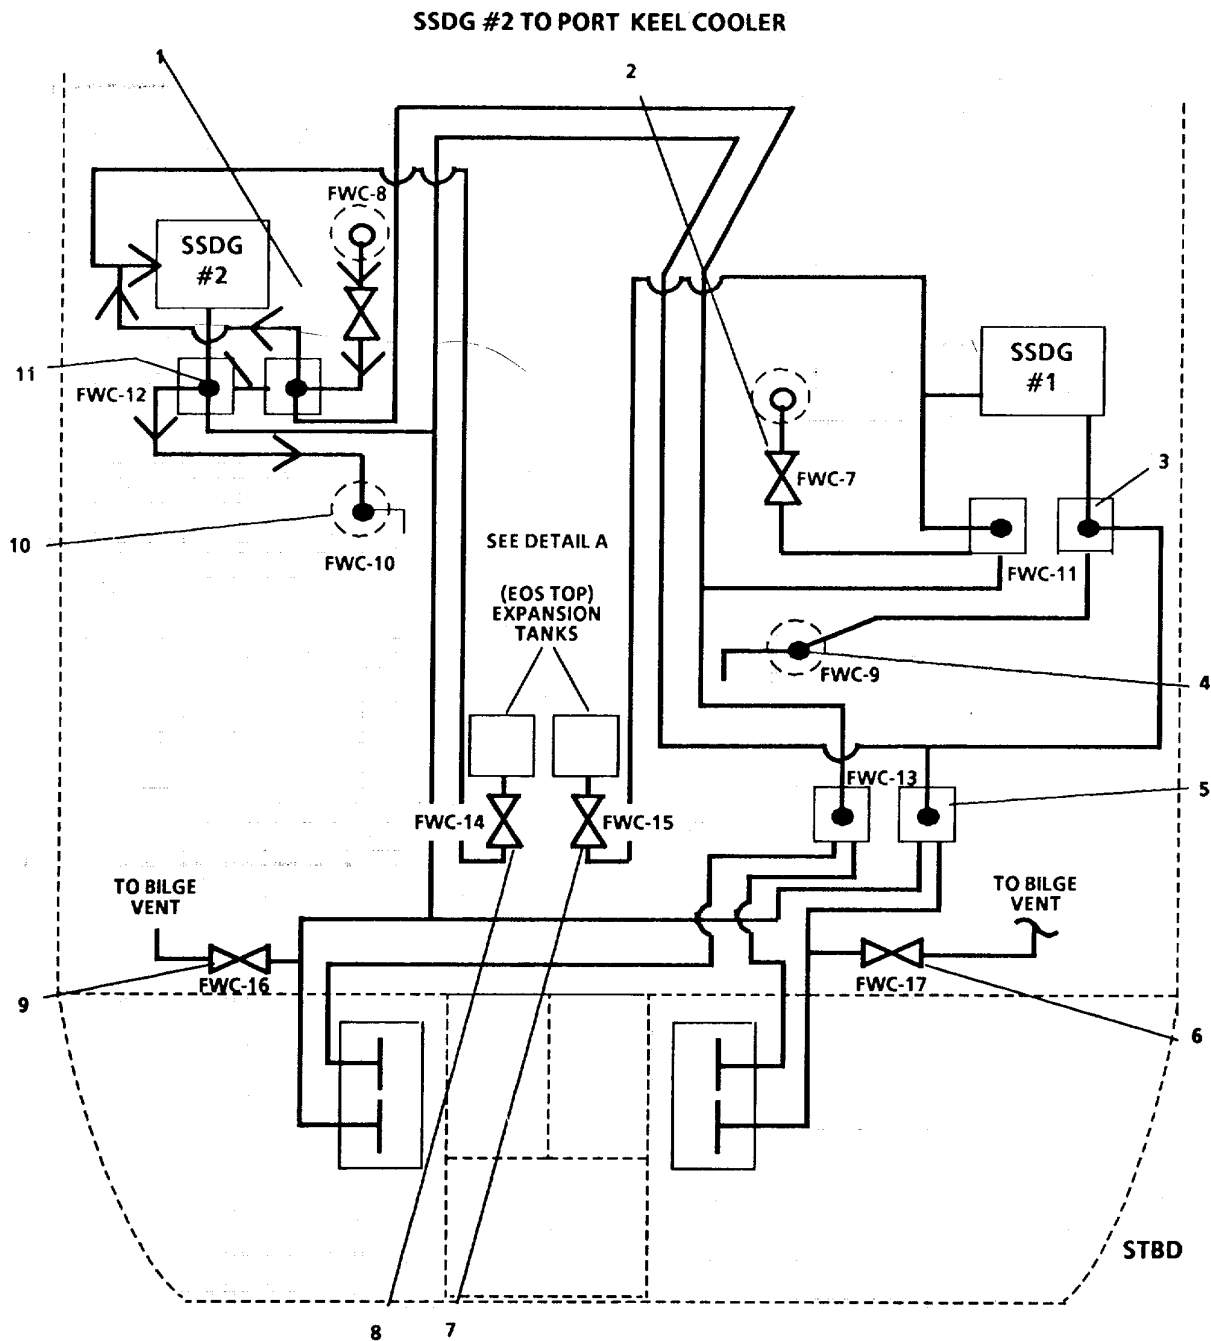 SSDG #2 TO PORT KEEL COOLER
1
2
FWC-8
SSDG
#2
SSDG
#1
11
FWC-12
3
FWC-7
10
FWC-10
SEE DETAIL A
FWC-11
(EOS TOP)
EXPANSION
TANKS
FWC-9
4
FWC-13
5
FWC-14
FWC-15
TO BILGE
VENT
TO BILGE
VENT
FWC-16
FWC-17
9
6
STBD
8
7